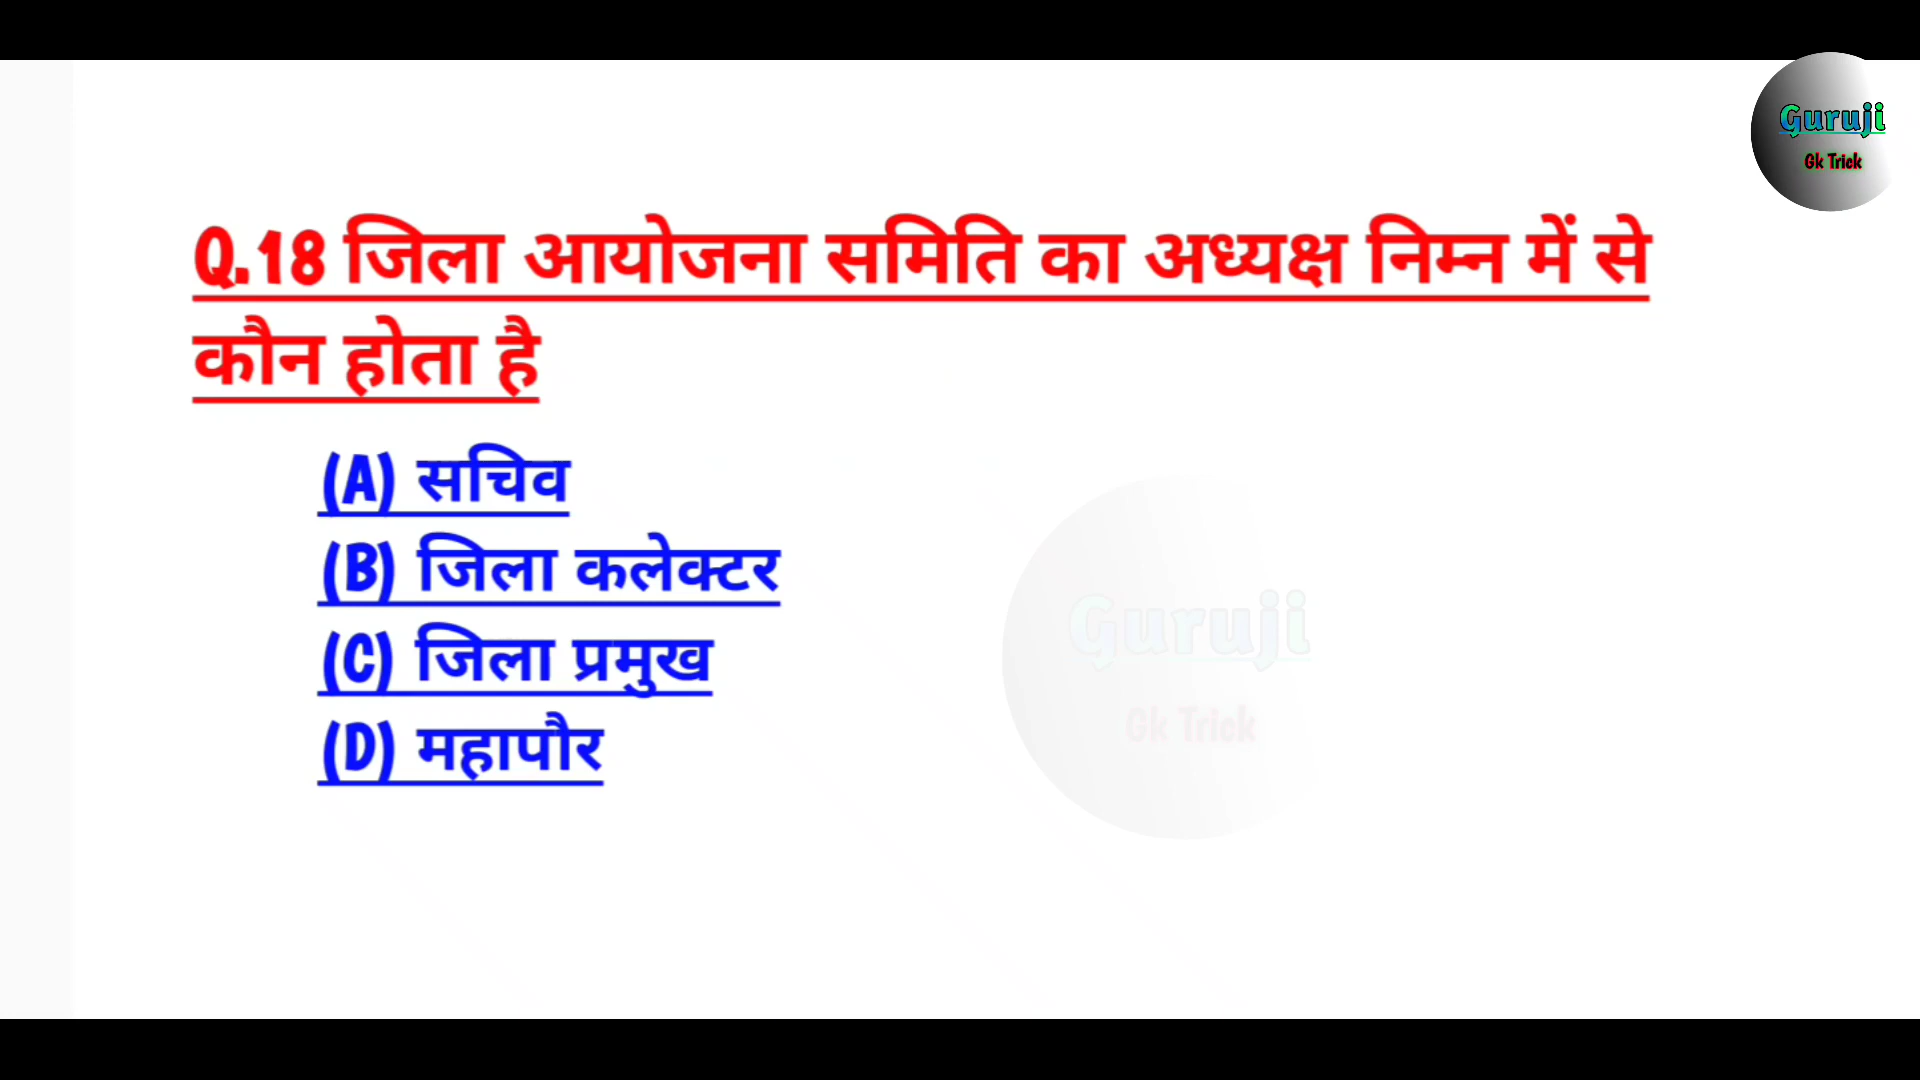 Guruji
Gk Trick
Q.18 जिला आयोजना समिति का अध्यक्ष निम्न में से
कौन होता है
(A) सचिव
(B) जिला कलेक्टर
(C) जिला प्रमुख
(D) महापौर
Guruji
Gk Trick